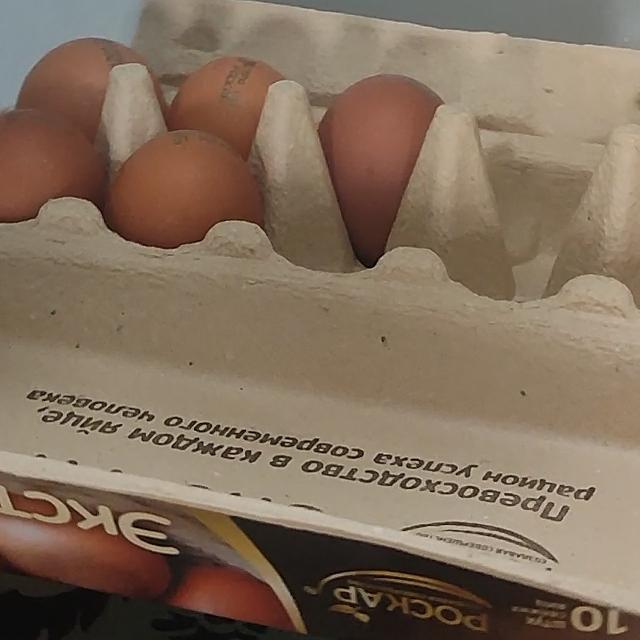 Превосходство в каждом яйце,
рацион успеха современного человека
ЭКСТ
РОСКАР
10